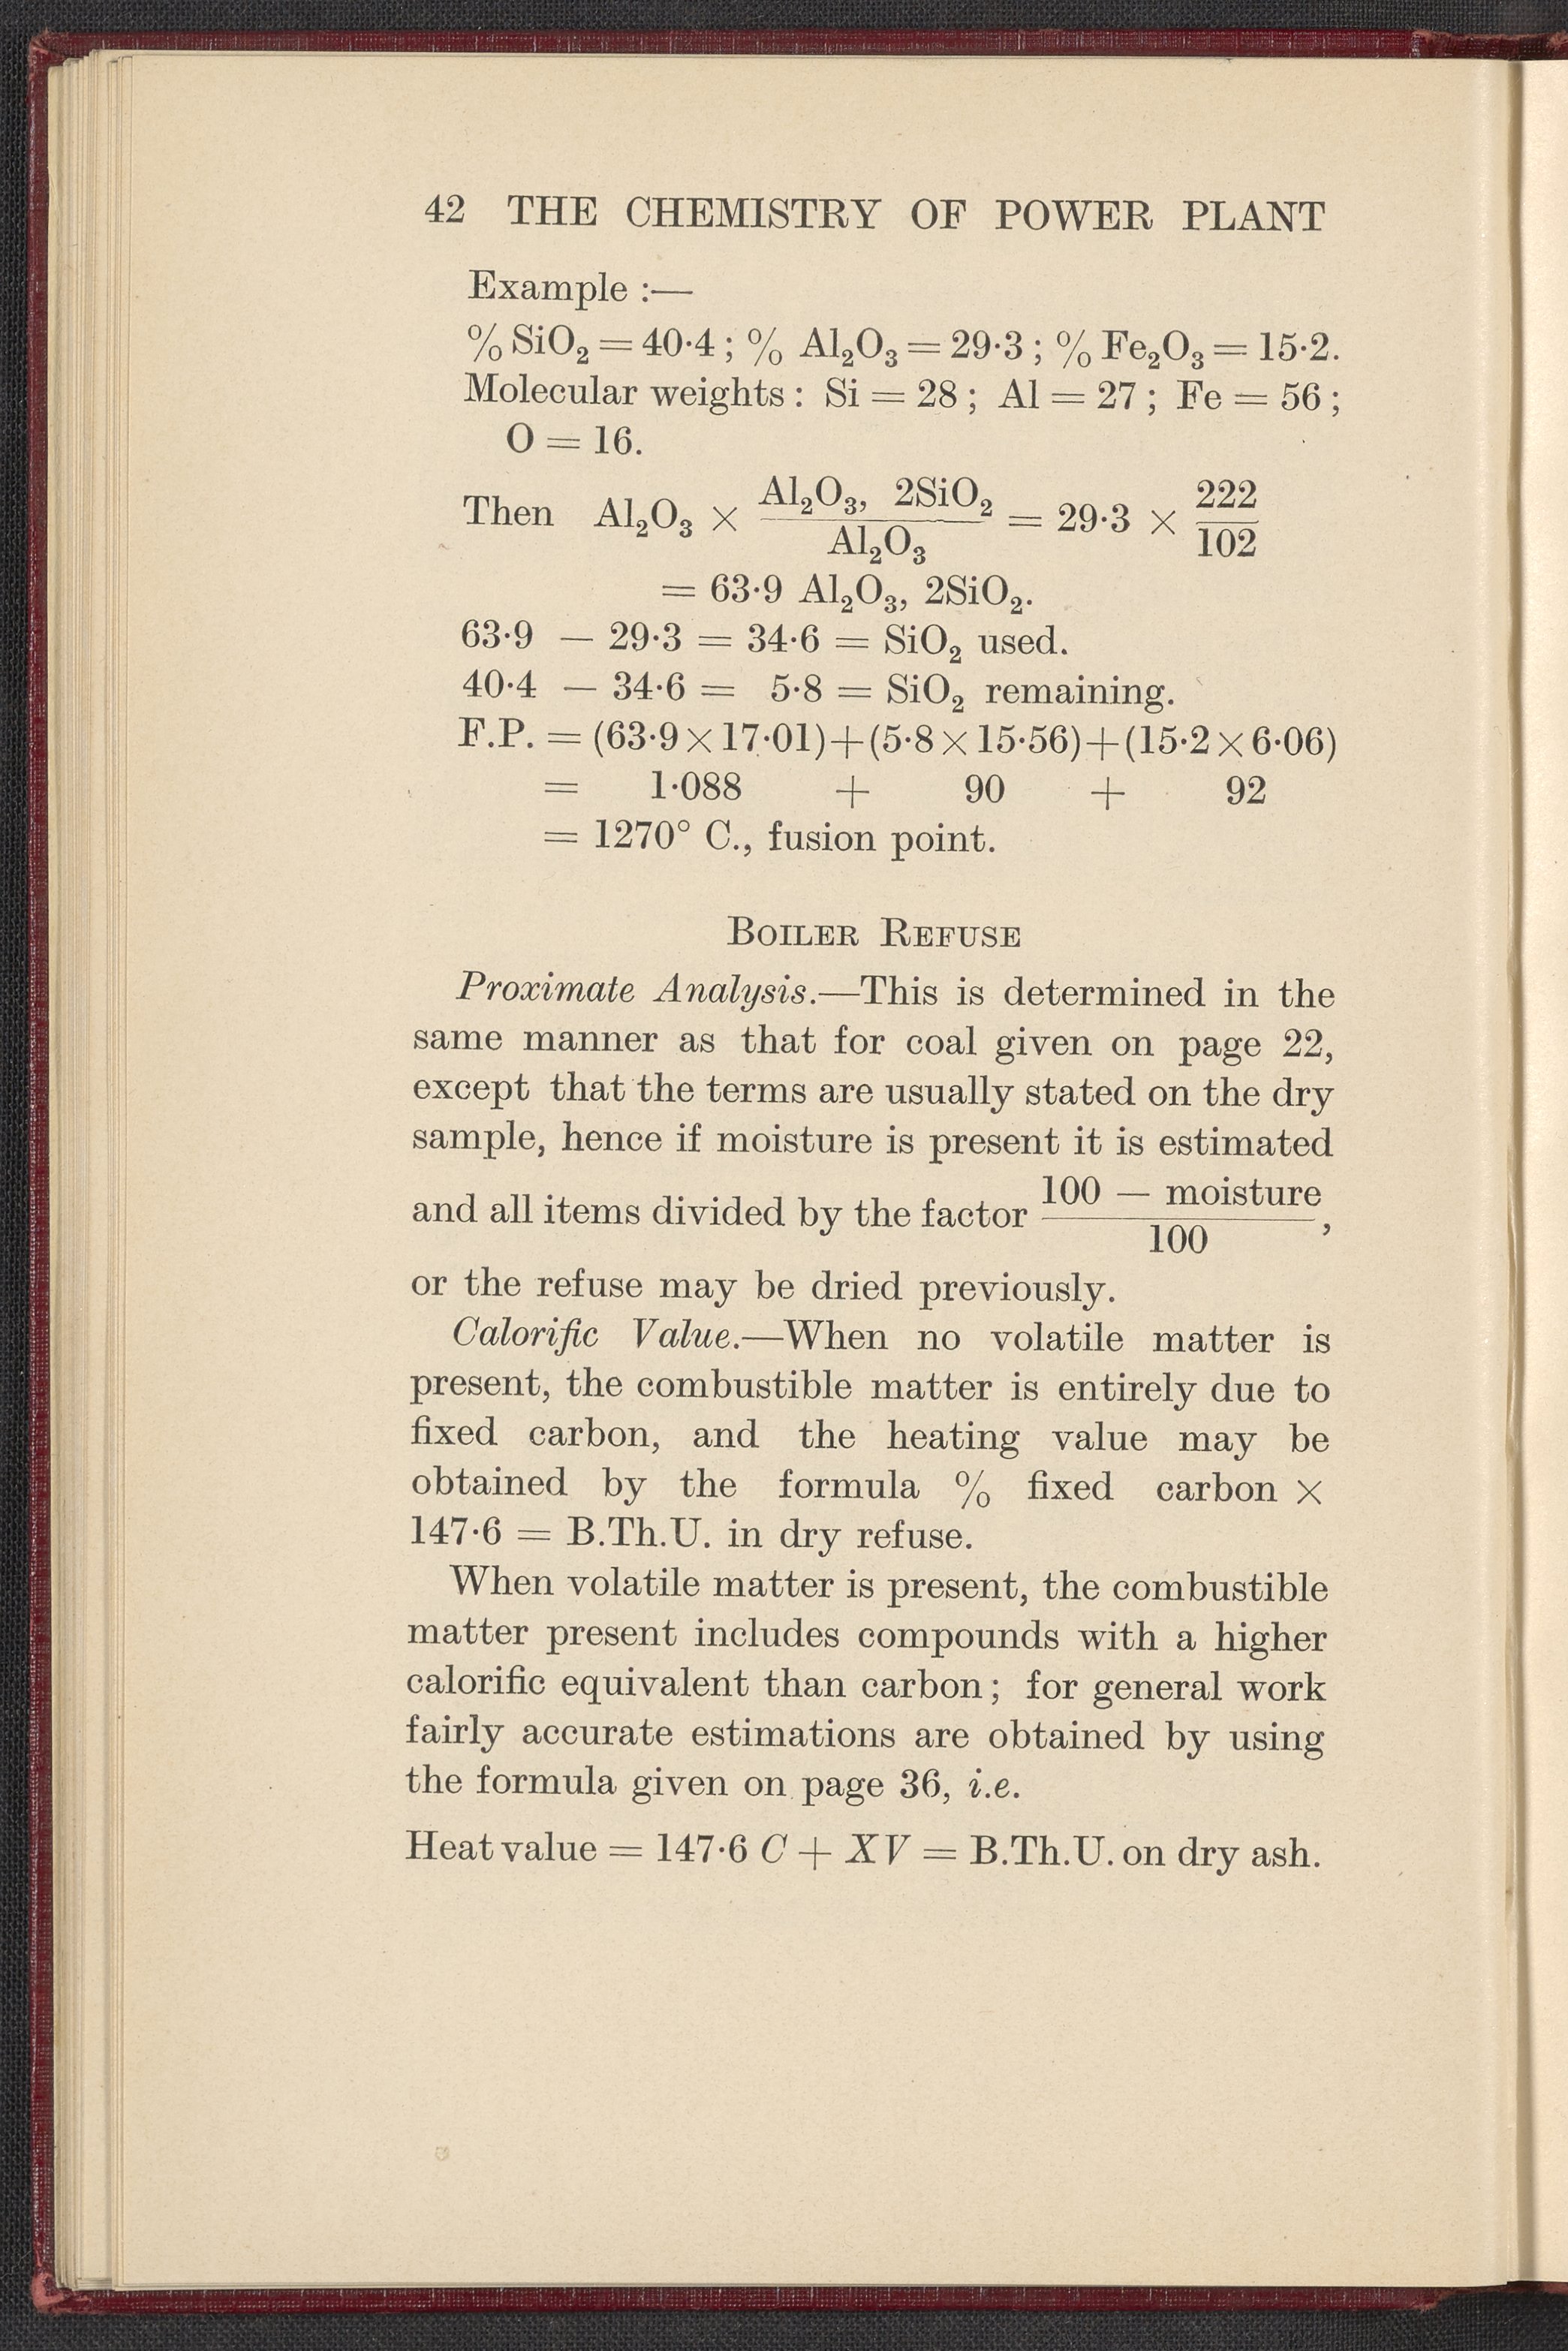 42 THE CHEMISTRY OF POWER PLANT
Example :—
% SiO₂ = 40·4 ; % Al₂O₃ = 29·3 ; % Fe₂O₃ = 15·2.
Molecular weights : Si = 28 ; Al = 27 ; Fe = 56 ;
O = 16.
Then Al₂O₃ × Al₂O₃, 2SiO₂ / Al₂O₃ = 29·3 × 222 / 102
= 63·9 Al₂O₃, 2SiO₂.
63·9 — 29·3 = 34·6 = SiO₂ used.
40·4 — 34·6 = 5·8 = SiO₂ remaining.
F.P. = (63·9 × 17·01) + (5·8 × 15·56) + (15·2 × 6·06)
= 1·088 + 90 + 92
= 1270° C., fusion point.
BOILER REFUSE
Proximate Analysis.—This is determined in the
same manner as that for coal given on page 22,
except that the terms are usually stated on the dry
sample, hence if moisture is present it is estimated
and all items divided by the factor 100 — moisture / 100,
or the refuse may be dried previously.
Calorific Value.—When no volatile matter is
present, the combustible matter is entirely due to
fixed carbon, and the heating value may be
obtained by the formula % fixed carbon ×
147·6 = B.Th.U. in dry refuse.
When volatile matter is present, the combustible
matter present includes compounds with a higher
calorific equivalent than carbon ; for general work
fairly accurate estimations are obtained by using
the formula given on page 36, i.e.
Heat value = 147·6 C + XV = B.Th.U. on dry ash.